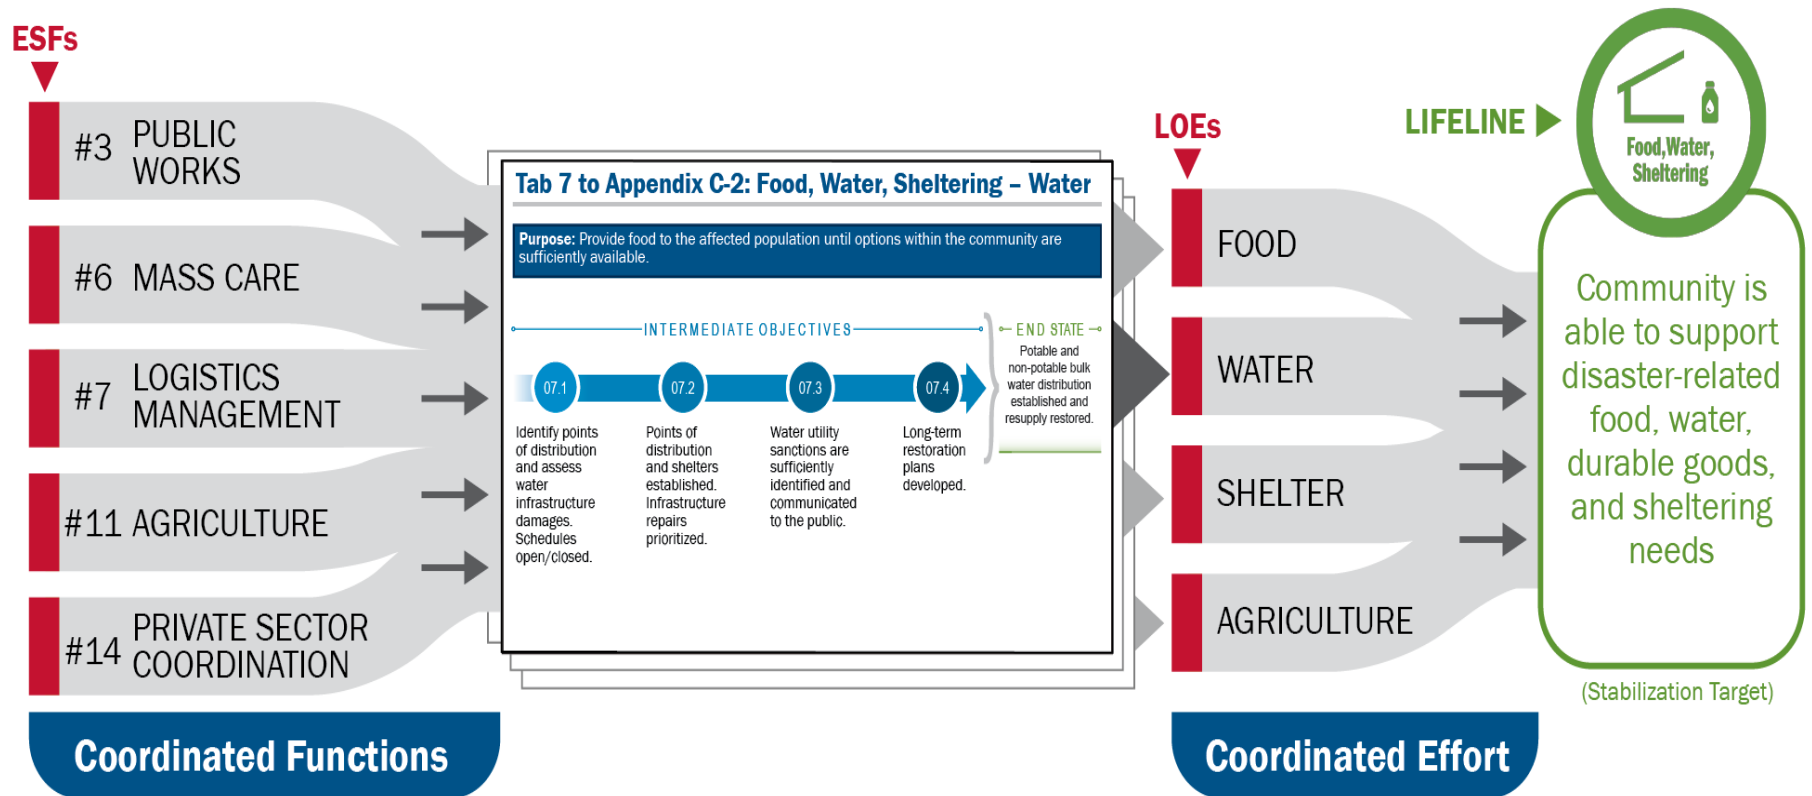 ESFs
#3 PUBLIC
WORKS
#6 MASS CARE
#7 LOGISTICS
MANAGEMENT
#11 AGRICULTURE
#14 PRIVATE SECTOR
COORDINATION
Coordinated Functions
Tab 7 to Appendix C-2: Food, Water, Sheltering – Water
Purpose: Provide food to the affected population until options within the community are
sufficiently available.
INTERMEDIATE OBJECTIVES
07.1
Identify points
of distribution
and assess
water
infrastructure
damages.
Schedules
open/closed.
07.2
Points of
distribution
and shelters
established.
Infrastructure
repairs
prioritized.
07.3
Water utility
sanctions are
sufficiently
identified and
communicated
to the public.
07.4
Long-term
restoration
plans
developed.
END STATE
Potable and
non-potable bulk
water distribution
established and
resupply restored.
LOEs
FOOD
WATER
SHELTER
AGRICULTURE
Coordinated Effort
LIFELINE
Food,Water,
Sheltering
Community is
able to support
disaster-related
food, water,
durable goods,
and sheltering
needs
(Stabilization Target)